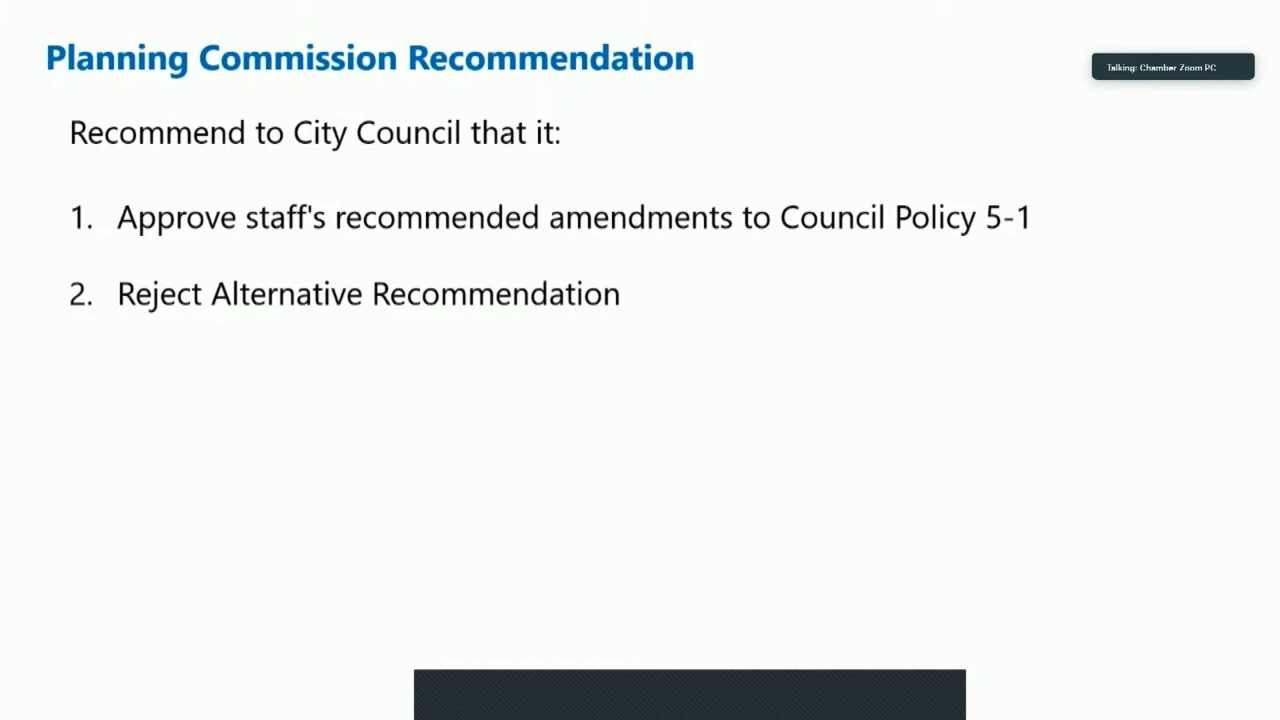 Planning Commission Recommendation
Talking: Chamber Zoom PC
Recommend to City Council that it:
1. Approve staff's recommended amendments to Council Policy 5-1
2. Reject Alternative Recommendation